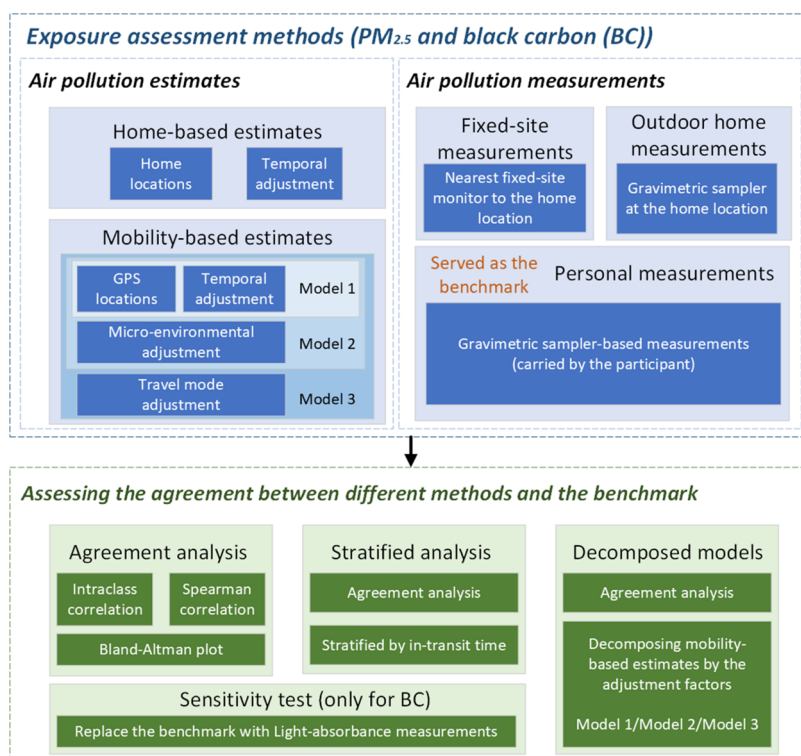 Exposure assessment methods (PM2.5 and black carbon (BC))
Air pollution estimates
Home-based estimates
Home
locations
Temporal
adjustment
Mobility-based estimates
GPS
locations
Temporal
adjustment
Model 1
Micro-environmental
adjustment
Model 2
Travel mode
adjustment
Model 3
Air pollution measurements
Fixed-site
measurements
Nearest fixed-site
monitor to the home
location
Outdoor home
measurements
Gravimetric sampler
at the home location
Served as the
benchmark
Personal measurements
Gravimetric sampler-based measurements
(carried by the participant)
Assessing the agreement between different methods and the benchmark
Agreement analysis
Intraclass
correlation
Spearman
correlation
Bland-Altman plot
Stratified analysis
Agreement analysis
Stratified by in-transit time
Decomposed models
Agreement analysis
Decomposing mobility-
based estimates by the
adjustment factors
Model 1/Model 2/Model 3
Sensitivity test (only for BC)
Replace the benchmark with Light-absorbance measurements